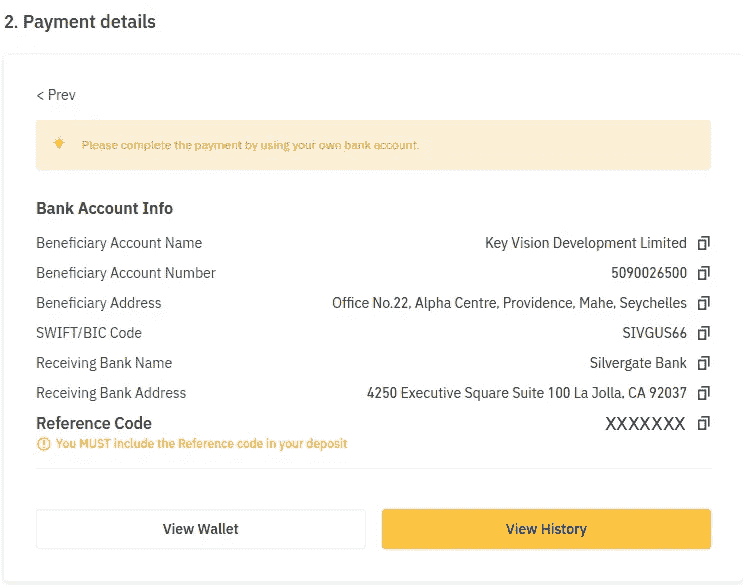 2. Payment details
< Prev
Please complete the payment by using your own bank account.
Bank Account Info
Beneficiary Account Name Key Vision Development Limited
Beneficiary Account Number 5090026500
Beneficiary Address Office No.22, Alpha Centre, Providence, Mahe, Seychelles
SWIFT/BIC Code SIVGUS66
Receiving Bank Name Silvergate Bank
Receiving Bank Address 4250 Executive Square Suite 100 La Jolla, CA 92037
Reference Code XXXXXXX
You MUST include the Reference code in your deposit
View Wallet View History